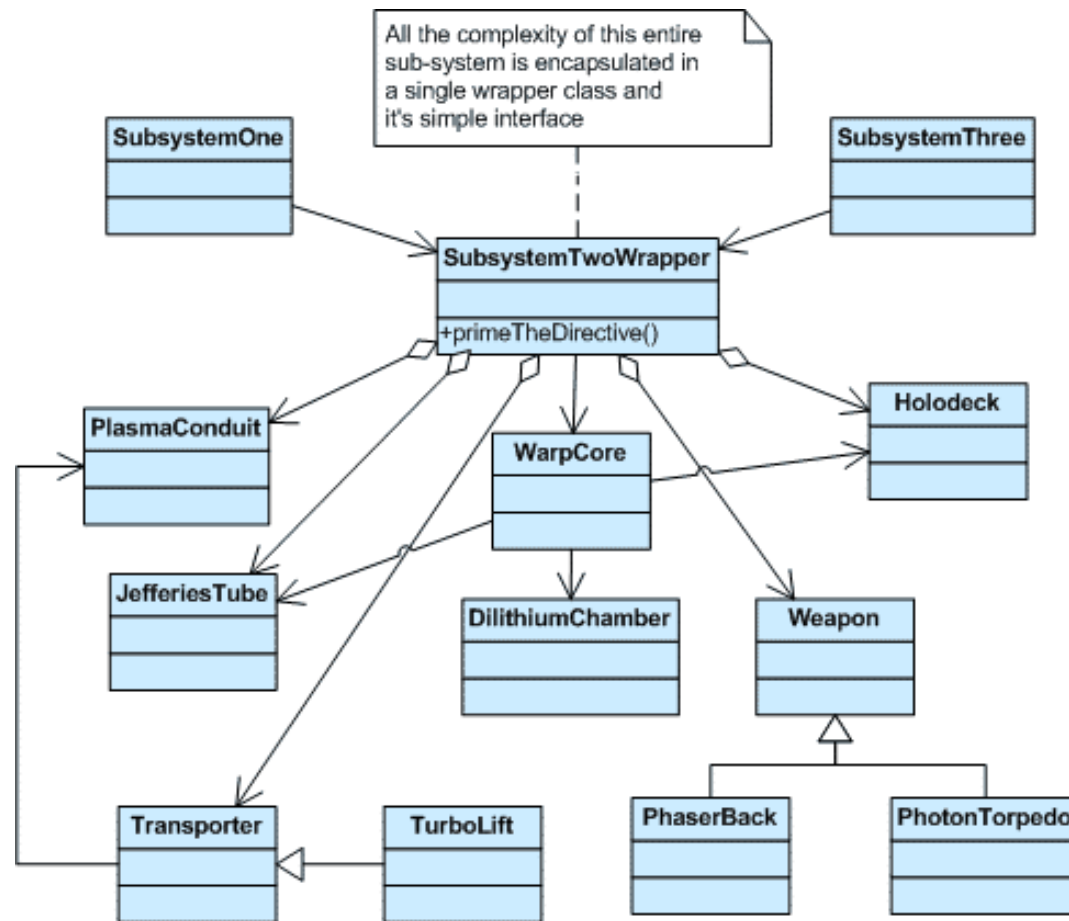 All the complexity of this entire
sub-system is encapsulated in
a single wrapper class and
it's simple interface
SubsystemOne
SubsystemThree
SubsystemTwoWrapper
+primeTheDirective()
PlasmaConduit
WarpCore
Holodeck
JefferiesTube
DilithiumChamber
Weapon
Transporter
TurboLift
PhaserBack
PhotonTorpedo